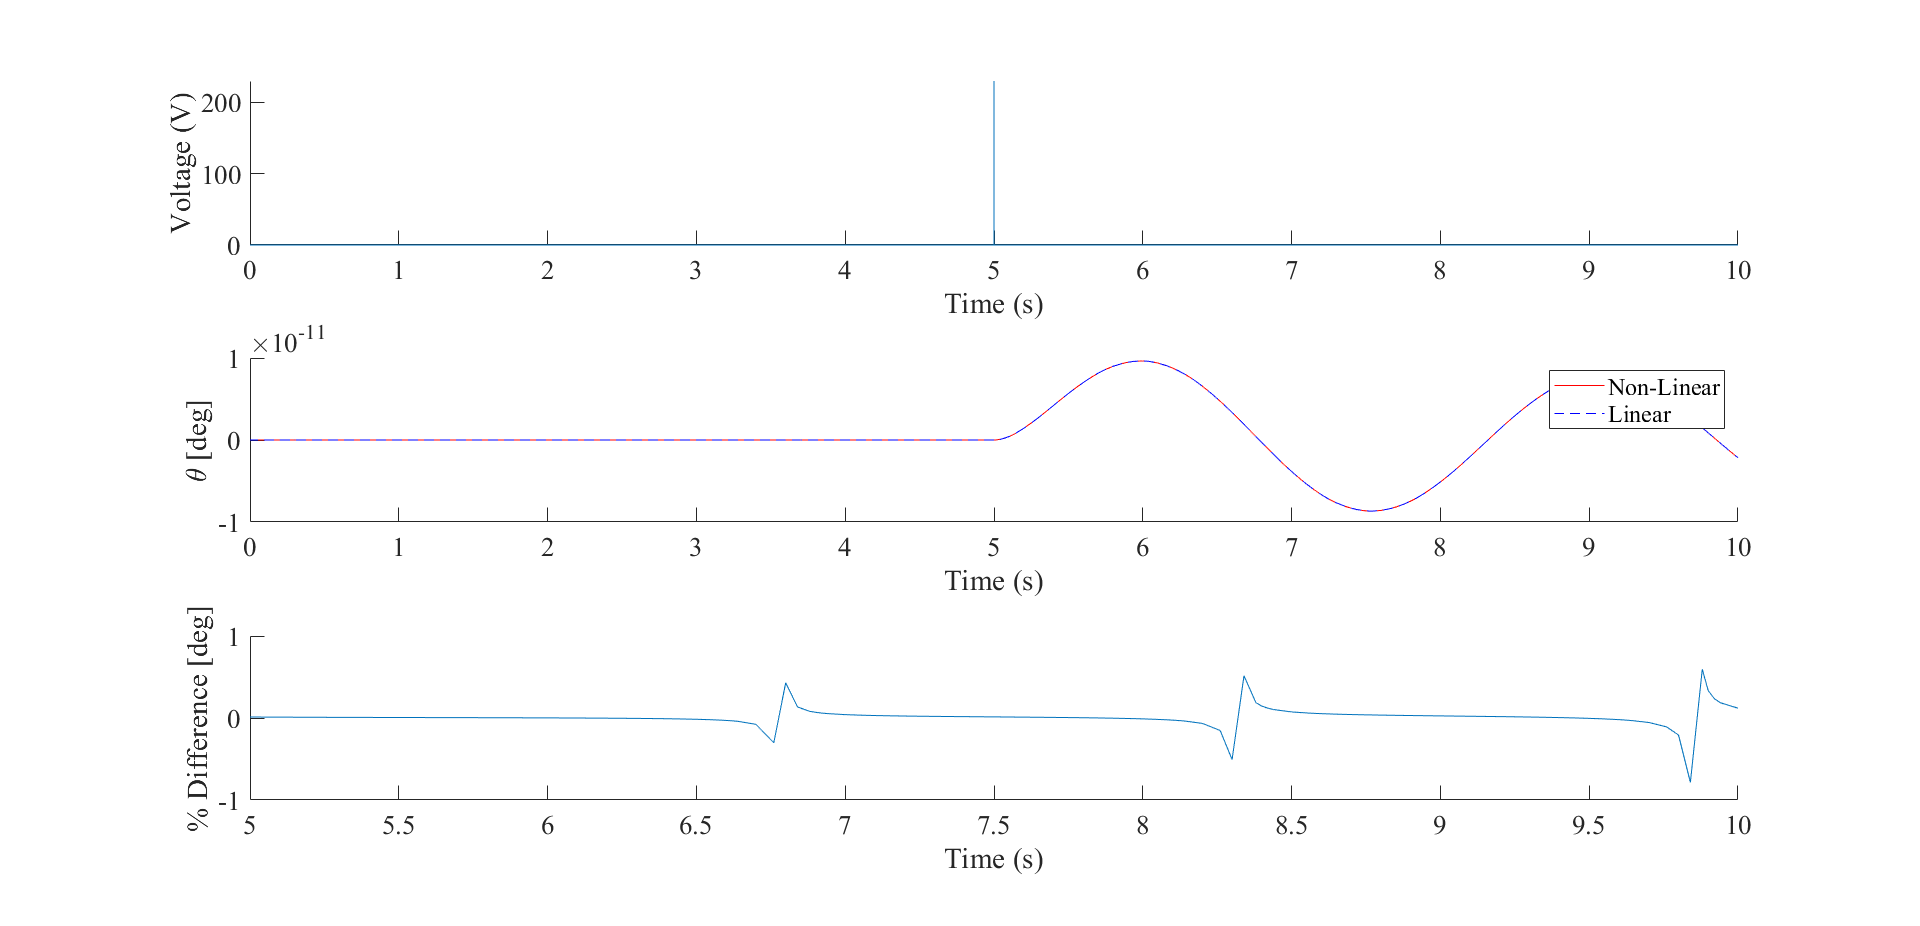 Voltage (V)
200
100
0
0 1 2 3 4 5 6 7 8 9 10
Time (s)
×10-11
θ [deg]
1
0
-1
Non-Linear
Linear
0 1 2 3 4 5 6 7 8 9 10
Time (s)
% Difference [deg]
1
0
-1
5 5.5 6 6.5 7 7.5 8 8.5 9 9.5 10
Time (s)